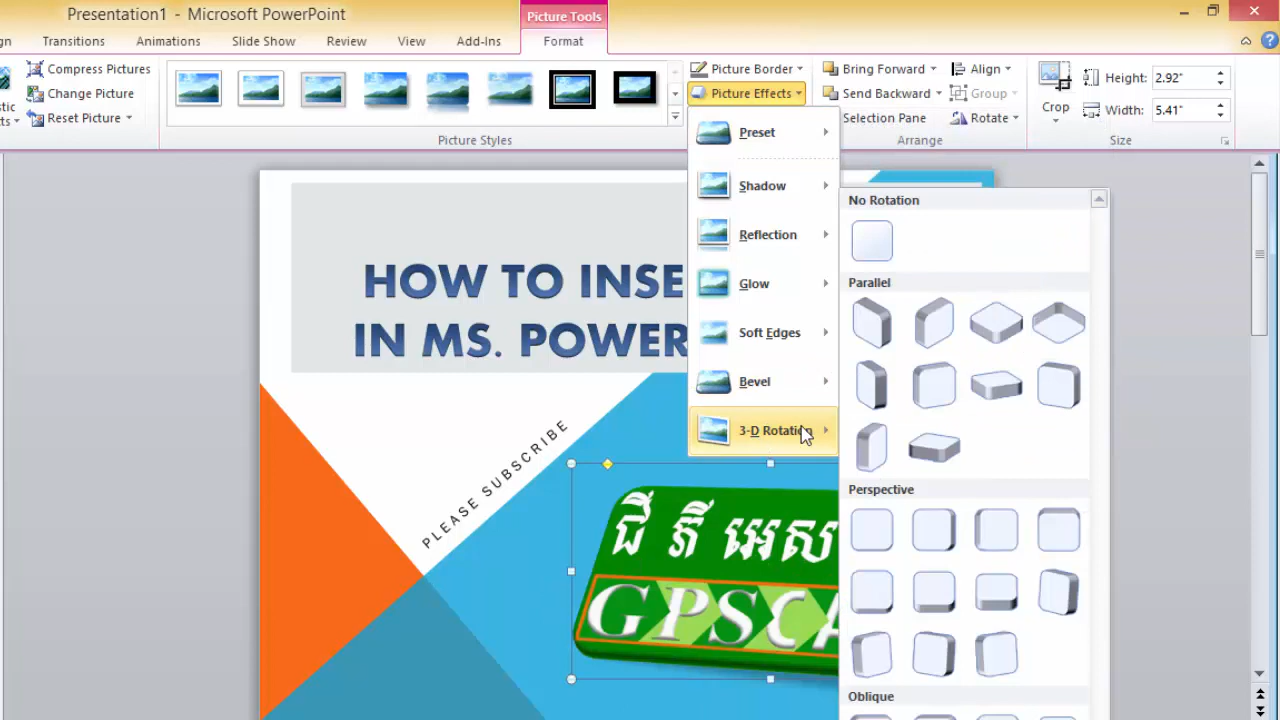 Presentation1 - Microsoft PowerPoint
Picture Tools
Transitions Animations Slide Show Review View Add-Ins Format
Compress Pictures
Change Picture
Reset Picture
Picture Border
Picture Effects
Bring Forward
Send Backward
Selection Pane
Align
Group
Rotate
Crop
Height: 2.92"
Width: 5.41"
Picture Styles
Arrange
Size
Preset
Shadow
Reflection
Glow
Soft Edges
Bevel
3-D Rotation
No Rotation
Parallel
Perspective
Oblique
HOW TO INSE
IN MS. POWER
PLEASE SUBSCRIBE
ជី ភី អេស
GPSCA